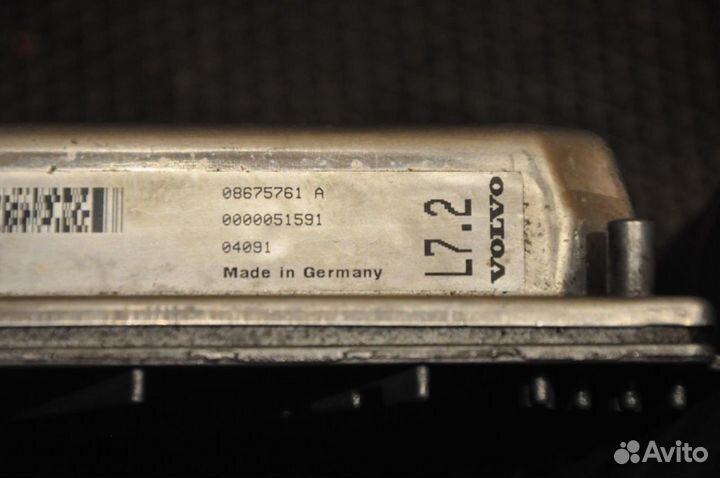 08675761 A
0000051591
04091
Made in Germany
L7.2
VOLVO
Avito